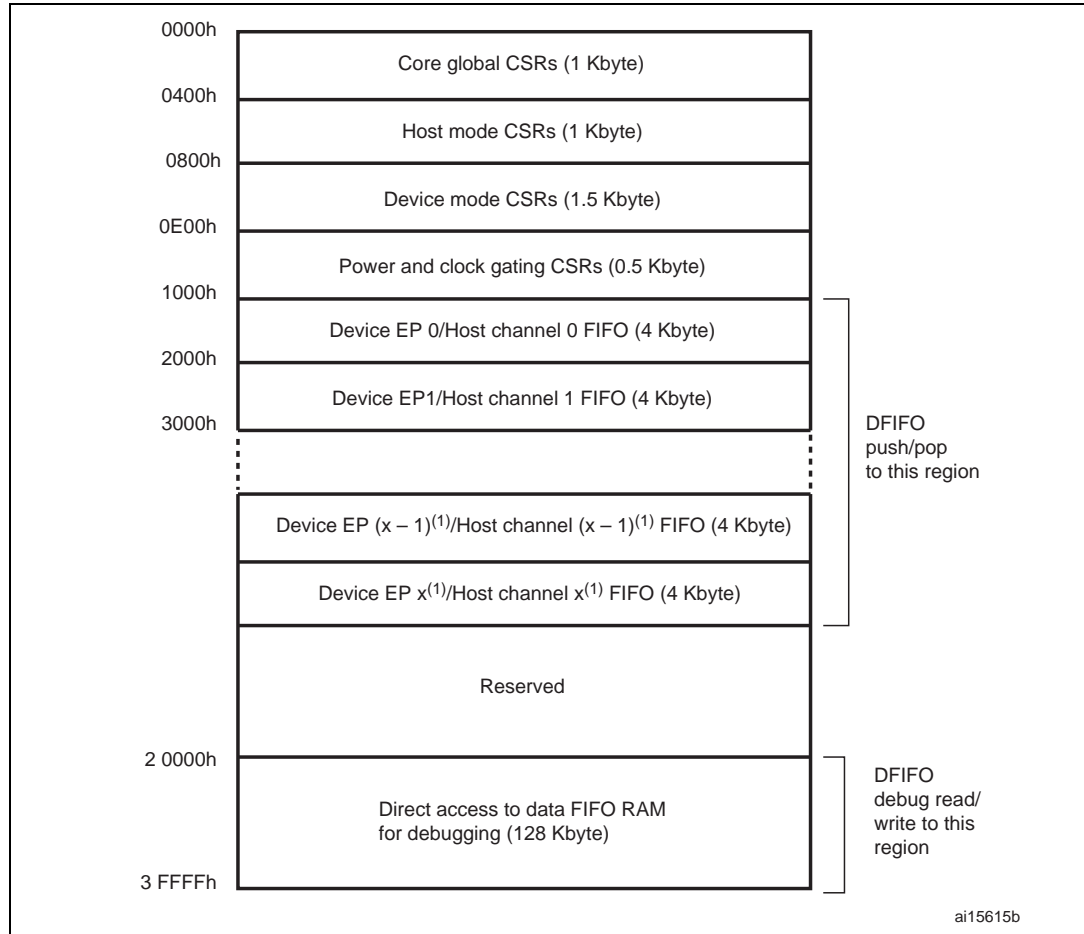 0000h
Core global CSRs (1 Kbyte)
0400h
Host mode CSRs (1 Kbyte)
0800h
Device mode CSRs (1.5 Kbyte)
0E00h
Power and clock gating CSRs (0.5 Kbyte)
1000h
Device EP 0/Host channel 0 FIFO (4 Kbyte)
2000h
Device EP1/Host channel 1 FIFO (4 Kbyte)
3000h
DFIFO
push/pop
to this region
Device EP (x – 1)(1)/Host channel (x – 1)(1) FIFO (4 Kbyte)
Device EP x(1)/Host channel x(1) FIFO (4 Kbyte)
Reserved
2 0000h
Direct access to data FIFO RAM
for debugging (128 Kbyte)
DFIFO
debug read/
write to this
region
3 FFFFh
ai15615b